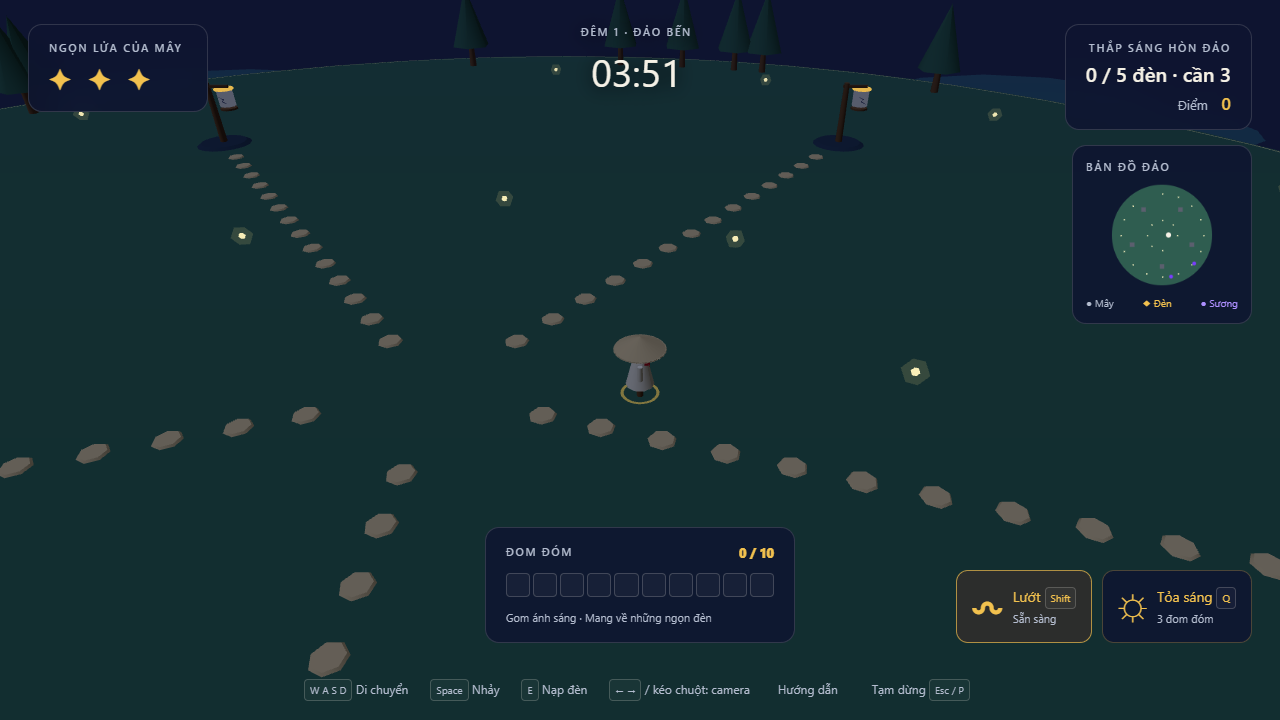 NGỌN LỬA CỦA MÂY
ĐÊM 1 · ĐẢO BẾN
03:51
THẮP SÁNG HÒN ĐẢO
0 / 5 đèn · cần 3
Điểm 0
BẢN ĐỒ ĐẢO
Mây Đèn Sương
ĐOM ĐÓM 0 / 10
Gom ánh sáng · Mang về những ngọn đèn
Lướt Shift
Sẵn sàng
Tỏa sáng Q
3 đom đóm
W A S D Di chuyển Space Nhảy E Nạp đèn ←→ / kéo chuột: camera Hướng dẫn Tạm dừng Esc / P